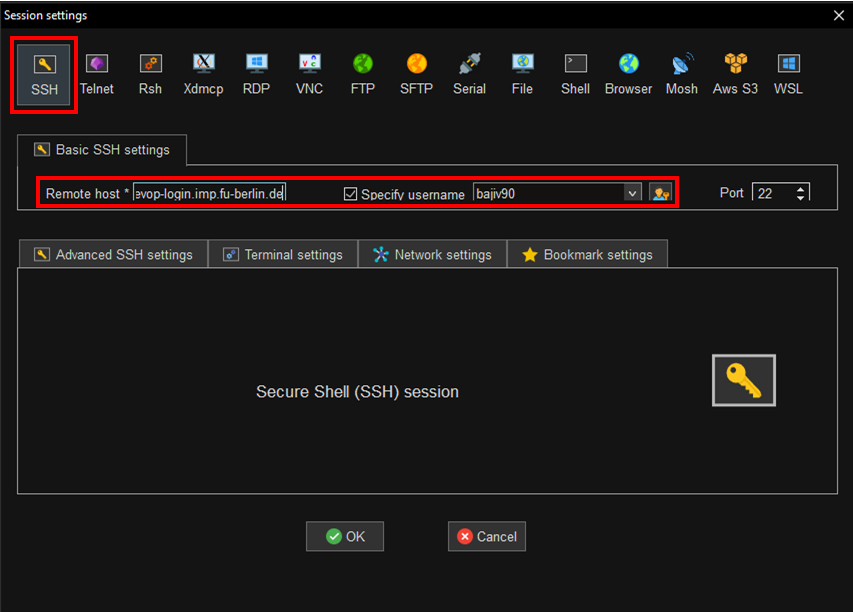 Session settings
SSH Telnet Rsh Xdmcp RDP VNC FTP SFTP Serial File Shell Browser Mosh Aws S3 WSL
Basic SSH settings
Remote host * evop-login.imp.fu-berlin.de Specify username bajiv90 Port 22
Advanced SSH settings Terminal settings Network settings Bookmark settings
Secure Shell (SSH) session
OK Cancel